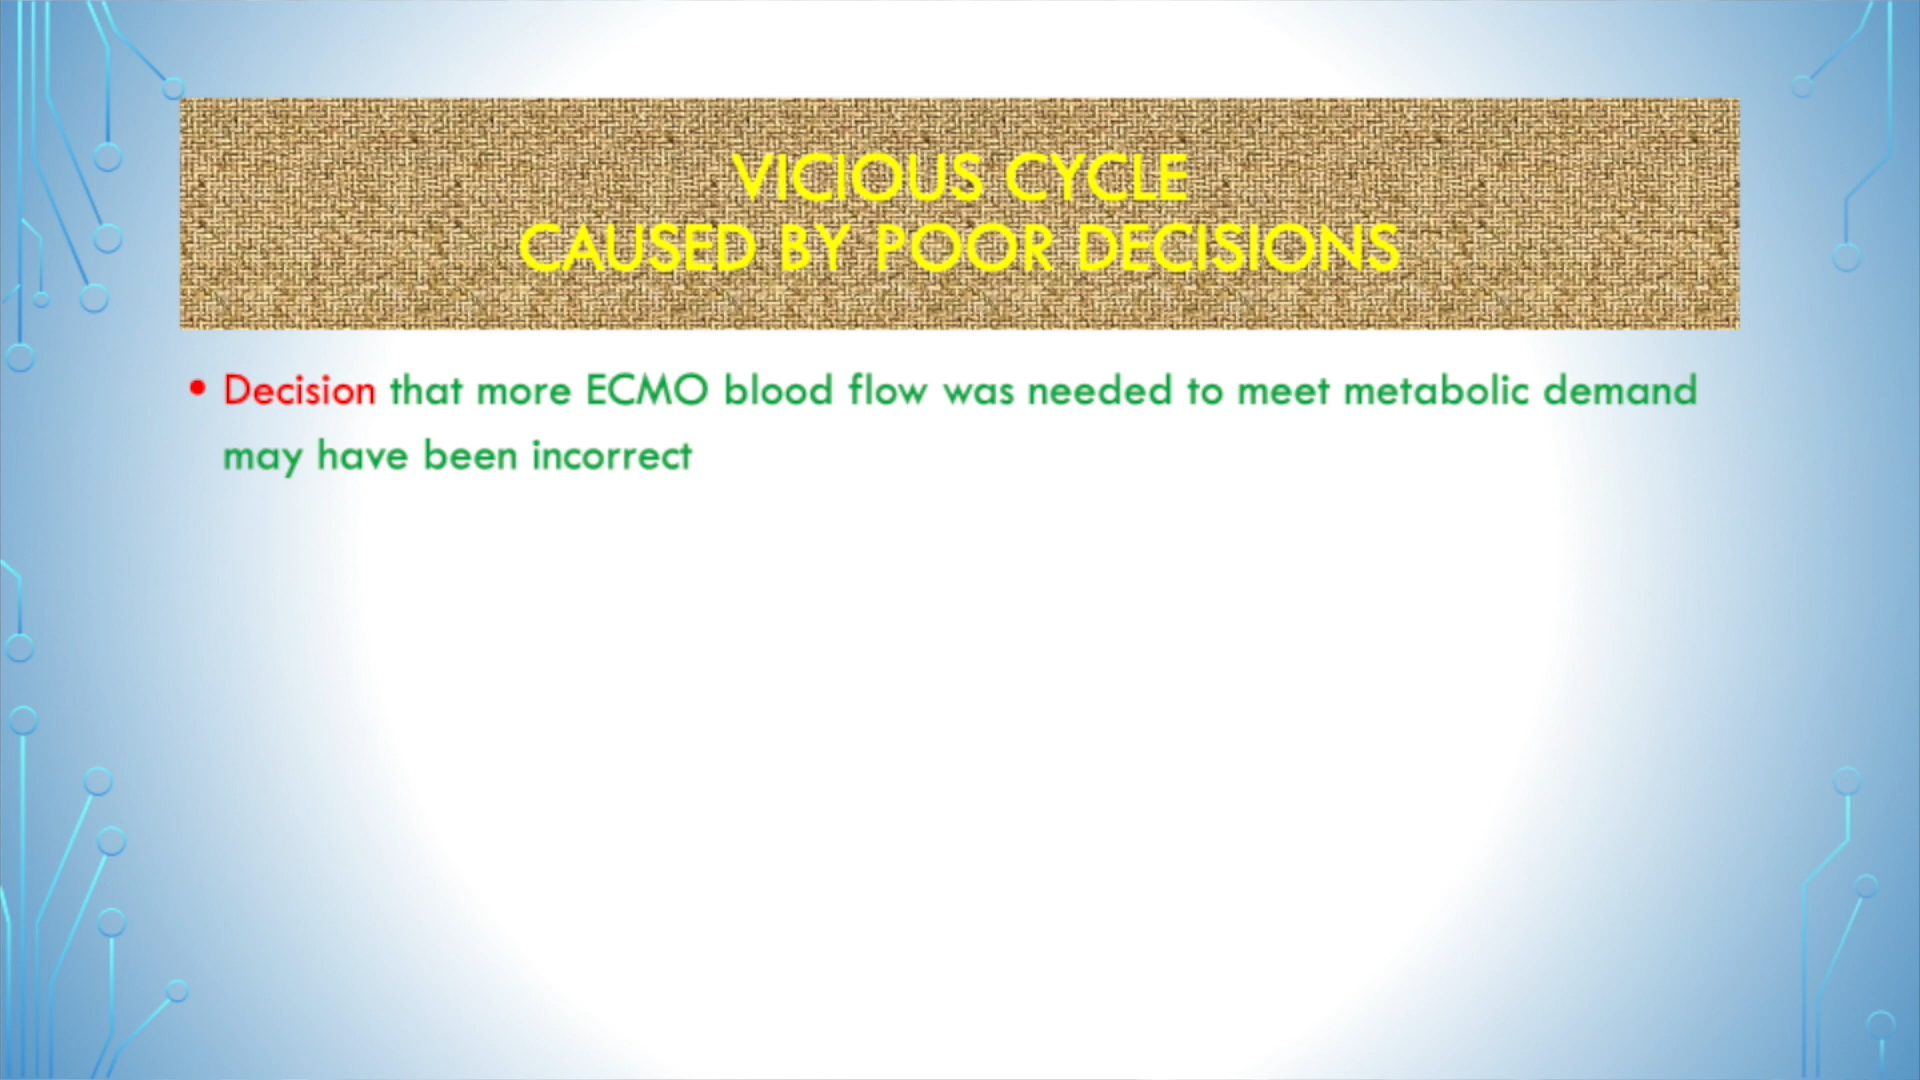 VICIOUS CYCLE
CAUSED BY POOR DECISIONS
• Decision that more ECMO blood flow was needed to meet metabolic demand
may have been incorrect